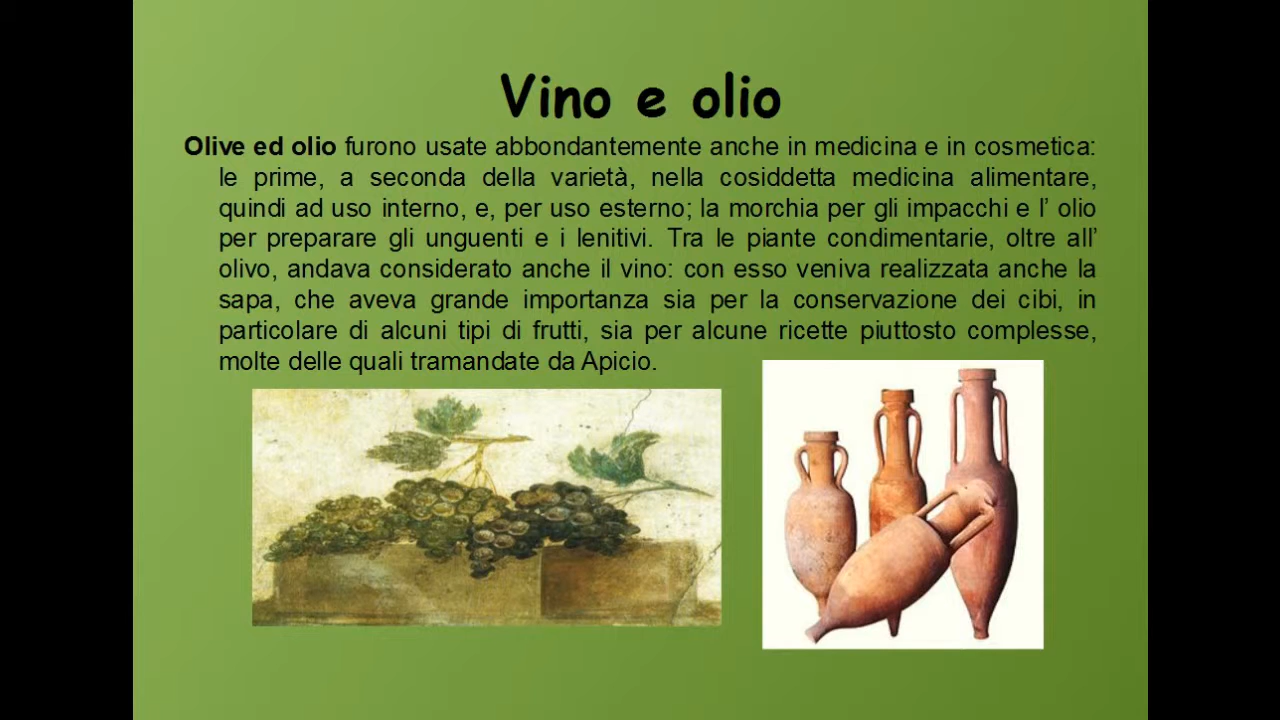 Vino e olio
Olive ed olio furono usate abbondantemente anche in medicina e in cosmetica:
le prime, a seconda della varietà, nella cosiddetta medicina alimentare,
quindi ad uso interno, e, per uso esterno; la morchia per gli impacchi e l’ olio
per preparare gli unguenti e i lenitivi. Tra le piante condimentarie, oltre all’
olivo, andava considerato anche il vino: con esso veniva realizzata anche la
sapa, che aveva grande importanza sia per la conservazione dei cibi, in
particolare di alcuni tipi di frutti, sia per alcune ricette piuttosto complesse,
molte delle quali tramandate da Apicio.